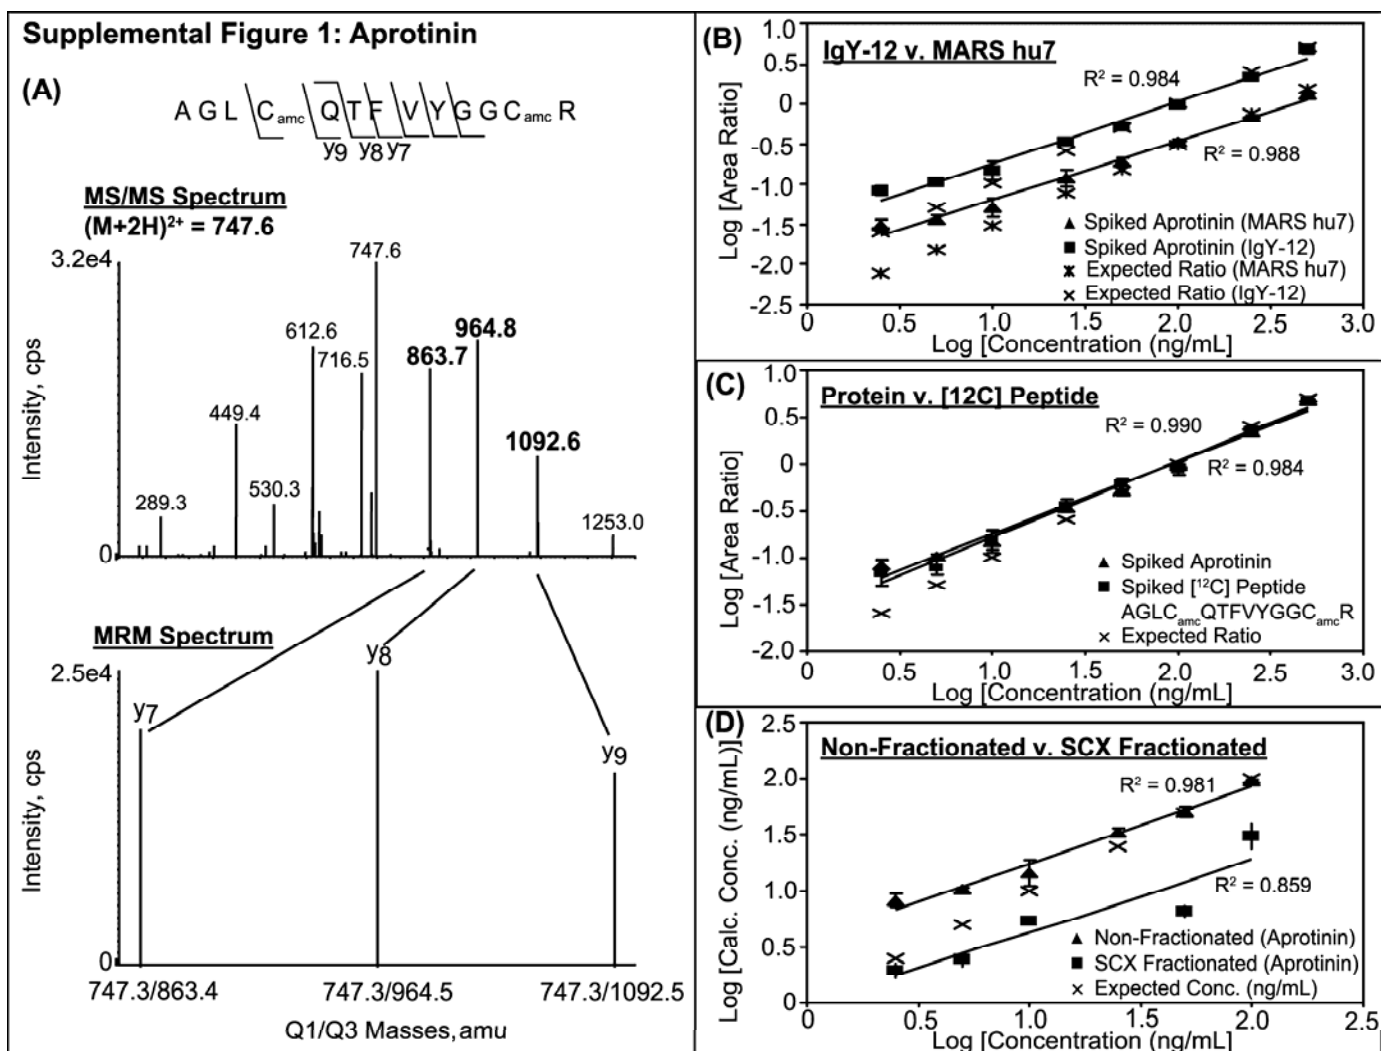 Supplemental Figure 1: Aprotinin
(A)
A G L C amc Q T F V Y G G C amc R
y9 y8 y7
MS/MS Spectrum
(M+2H)2+ = 747.6
3.2e4
747.6
964.8
612.6
863.7
716.5
449.4
1092.6
530.3
289.3
1253.0
0
Intensity, cps
MRM Spectrum
2.5e4
y7
y8
y9
Intensity, cps
0
747.3/863.4 747.3/964.5 747.3/1092.5
Q1/Q3 Masses, amu
(B)
IgY-12 v. MARS hu7
1.0
0.5
0
-0.5
-1.0
-1.5
-2.0
-2.5
Log [Area Ratio]
R² = 0.984
R² = 0.988
▲ Spiked Aprotinin (MARS hu7)
■ Spiked Aprotinin (IgY-12)
ж Expected Ratio (MARS hu7)
× Expected Ratio (IgY-12)
0 0.5 1.0 1.5 2.0 2.5 3.0
Log [Concentration (ng/mL]
(C)
Protein v. [12C] Peptide
1.0
0.5
0
-0.5
-1.0
-1.5
-2.0
Log [Area Ratio]
R² = 0.990
R² = 0.984
▲ Spiked Aprotinin
■ Spiked [¹²C] Peptide
AGLCamcQTFVYGGCamcR
× Expected Ratio
0 0.5 1.0 1.5 2.0 2.5 3.0
Log [Concentration (ng/mL]
(D)
Non-Fractionated v. SCX Fractionated
2.5
2.0
1.5
1.0
0.5
0
Log [Calc. Conc. (ng/mL)]
R² = 0.981
R² = 0.859
▲ Non-Fractionated (Aprotinin)
■ SCX Fractionated (Aprotinin)
× Expected Conc. (ng/mL)
0 0.5 1.0 1.5 2.0 2.5
Log [Concentration (ng/mL]